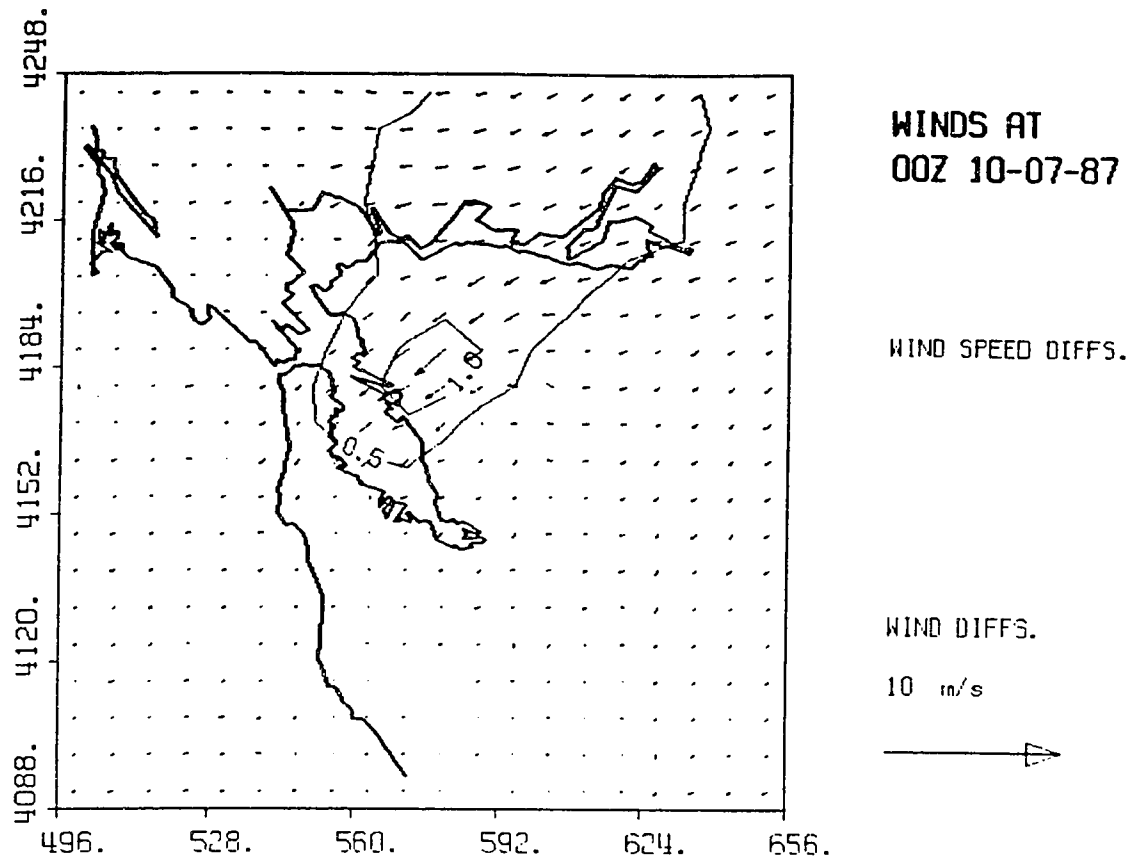 WINDS AT
00Z 10-07-87
WIND SPEED DIFFS.
WIND DIFFS.
10 m/s
4248.
4216.
4184.
4152.
4120.
4088.
496.
528.
560.
592.
624.
656.
1.0
0.5